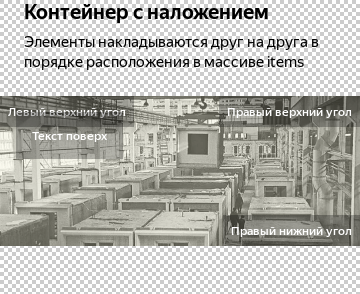 Контейнер с наложением
Элементы накладываются друг на друга в
порядке расположения в массиве items
Левый верхний угол
Правый верхний угол
Текст поверх
Правый нижний угол